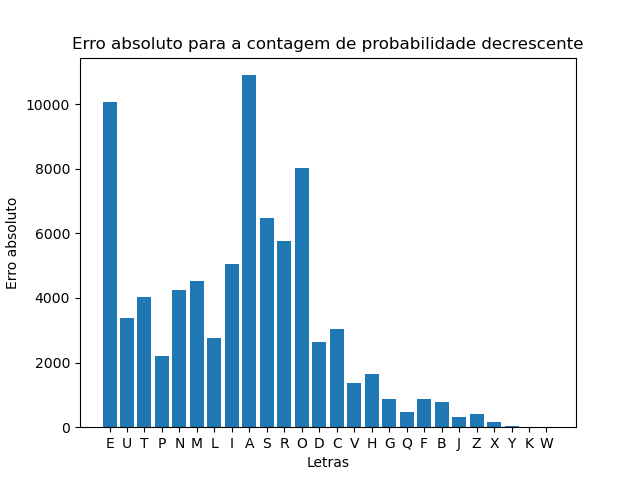 Erro absoluto para a contagem de probabilidade decrescente
10000
8000
6000
4000
2000
0
Erro absoluto
E U T P N M L I A S R O D C V H G Q F B J Z X Y K W
Letras